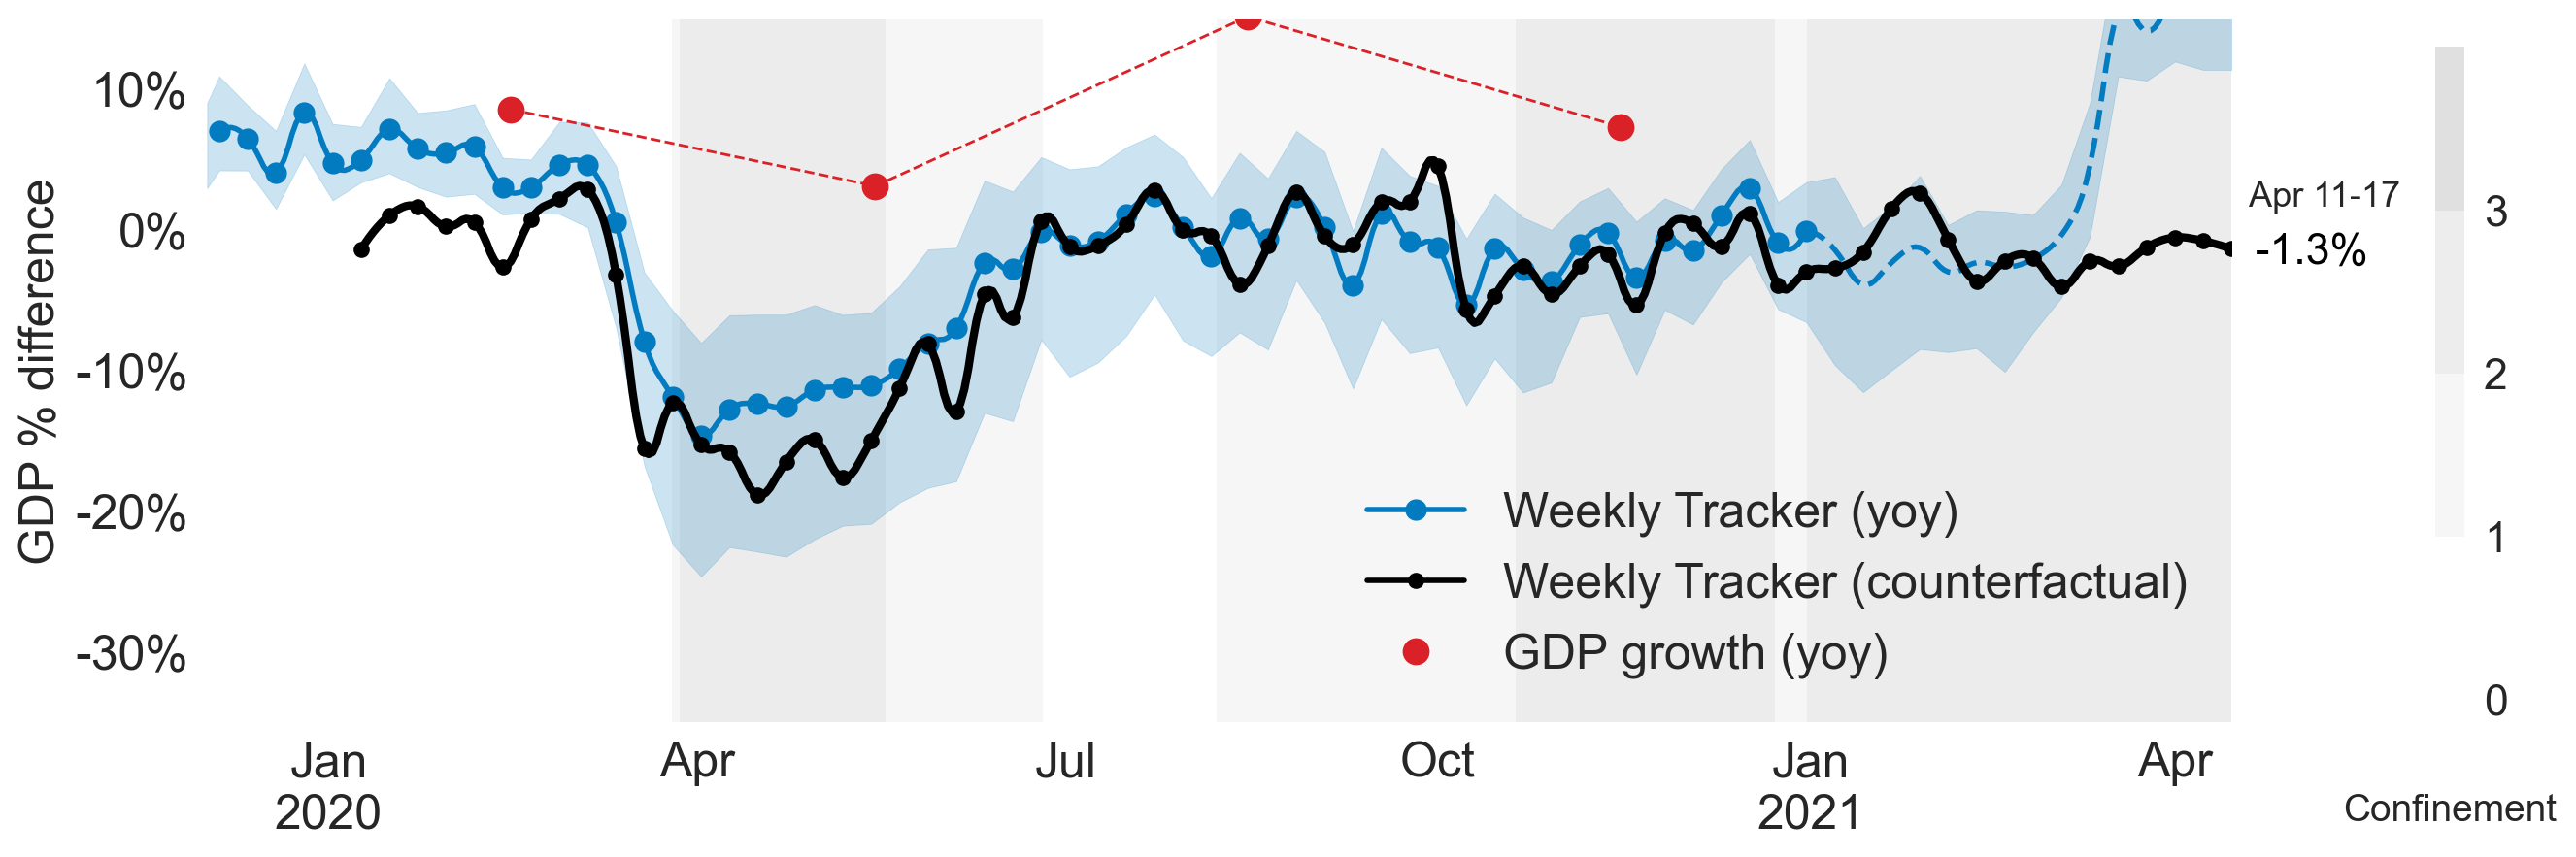 GDP % difference
10%
0%
-10%
-20%
-30%
Jan
2020
Apr
Jul
Oct
Jan
2021
Apr
Weekly Tracker (yoy)
Weekly Tracker (counterfactual)
GDP growth (yoy)
Apr 11-17
-1.3%
3
2
1
0
Confinement